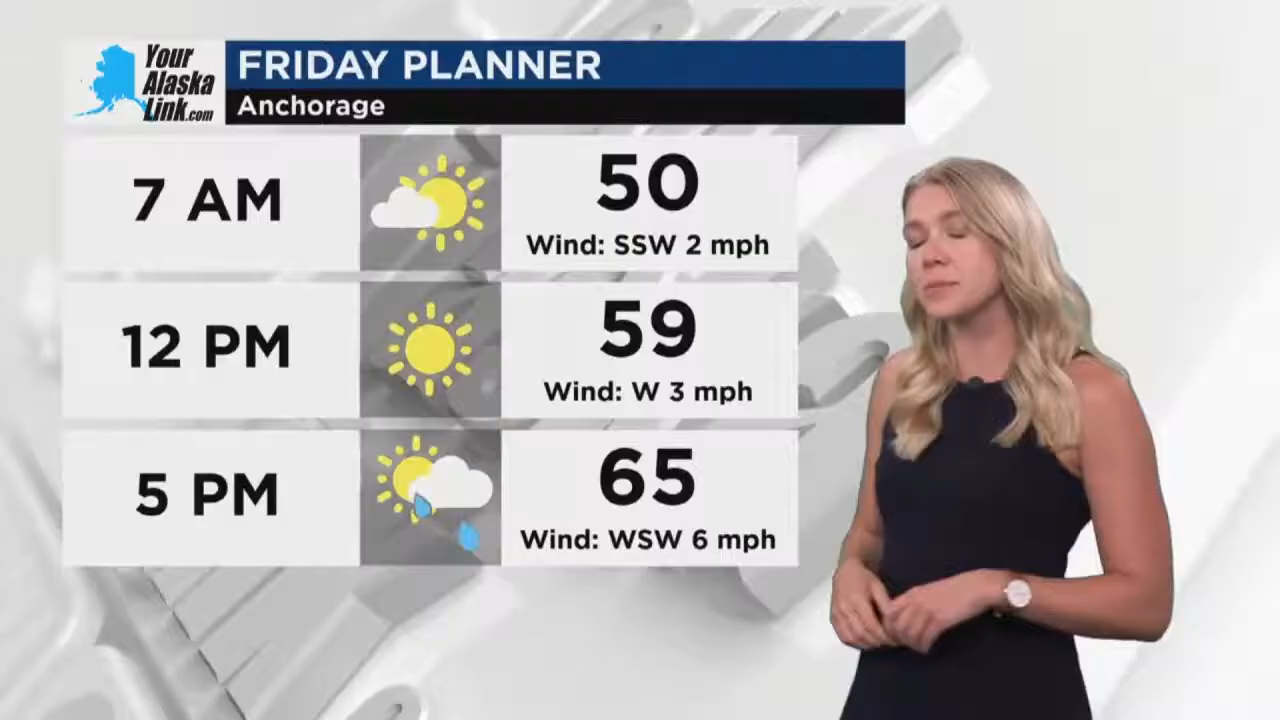 Your
Alaska
Link.com
FRIDAY PLANNER
Anchorage
7 AM
50
Wind: SSW 2 mph
12 PM
59
Wind: W 3 mph
5 PM
65
Wind: WSW 6 mph